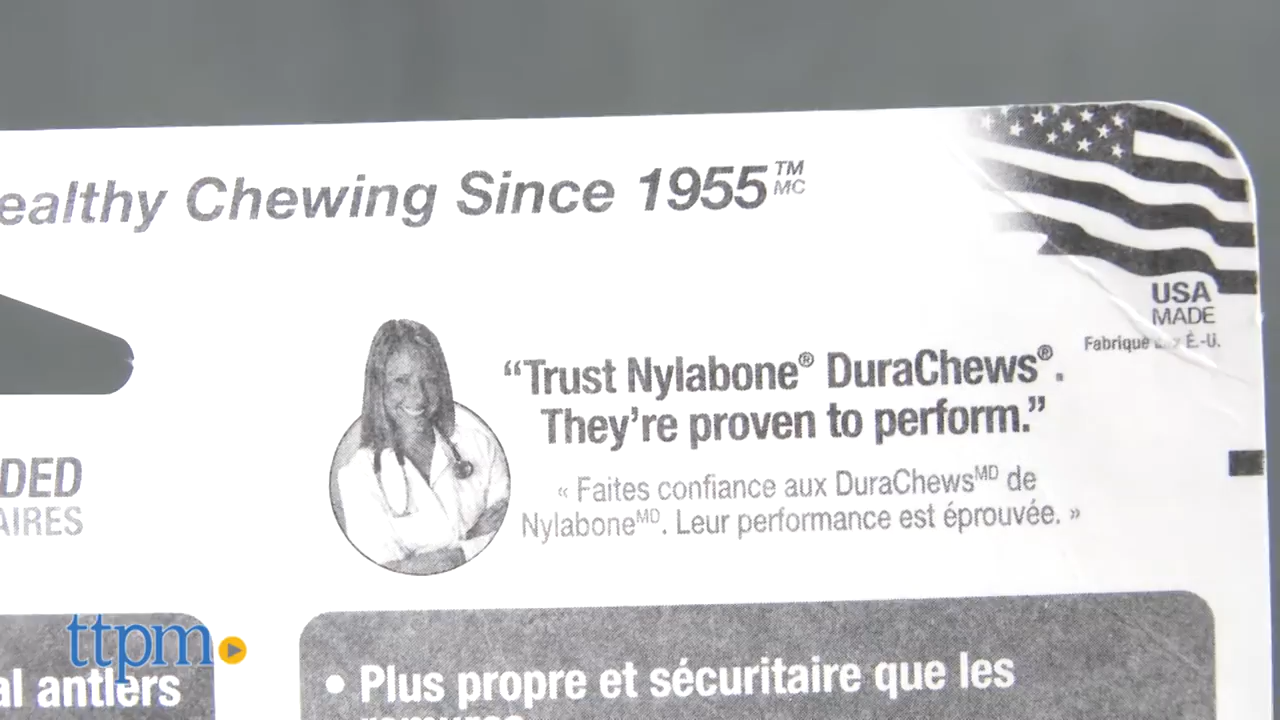 ealthy Chewing Since 1955™ MC
USA
MADE
Fabriqué É.-U.
“Trust Nylabone® DuraChews®.
They’re proven to perform.”
« Faites confiance aux DuraChewsMD de
NylaboneMD. Leur performance est éprouvée. »
DED
AIRES
ttpm
al antlers
• Plus propre et sécuritaire que les